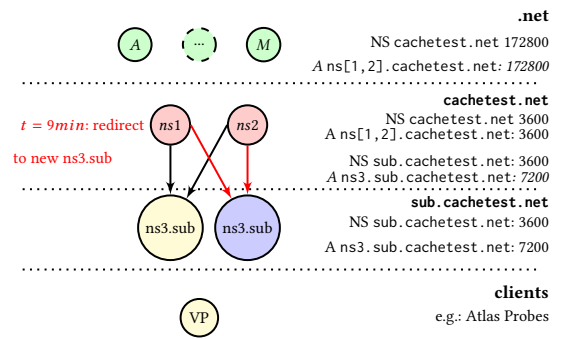 .net
A ... M
NS cachetest.net 172800
A ns[1,2].cachetest.net: 172800
cachetest.net
t = 9min: redirect
to new ns3.sub
ns1 ns2
NS cachetest.net 3600
A ns[1,2].cachetest.net: 3600
NS sub.cachetest.net: 3600
A ns3.sub.cachetest.net: 7200
sub.cachetest.net
ns3.sub ns3.sub
NS sub.cachetest.net: 3600
A ns3.sub.cachetest.net: 7200
clients
VP
e.g.: Atlas Probes